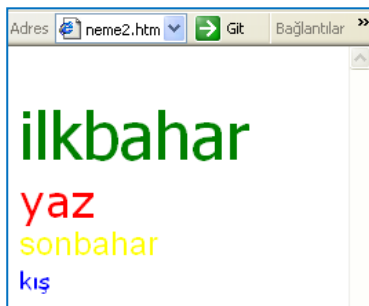 Adres neme2.htm Git Bağlantılar »
ilkbahar
yaz
sonbahar
kış